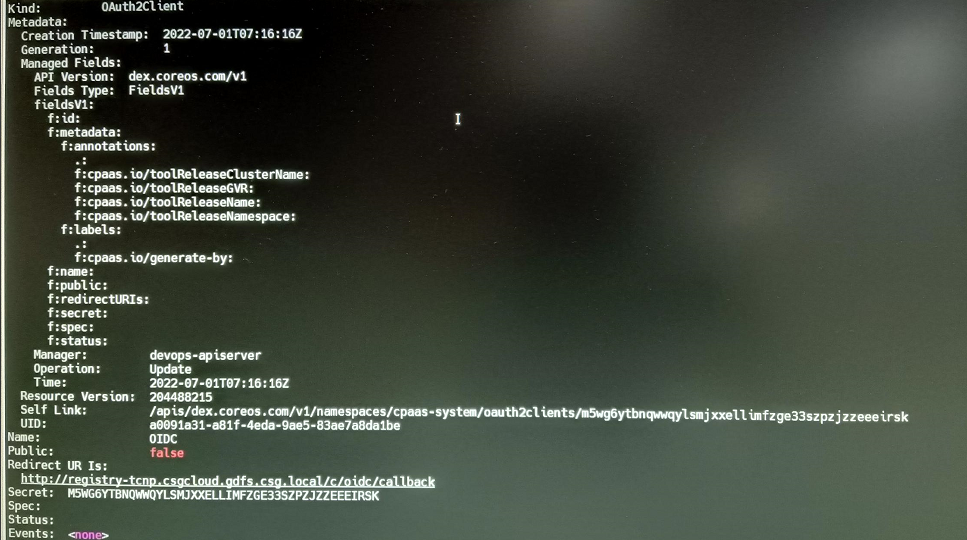 Kind:         OAuth2Client
Metadata:
  Creation Timestamp:  2022-07-01T07:16:16Z
  Generation:          1
  Managed Fields:
    API Version:  dex.coreos.com/v1
    Fields Type:  FieldsV1
    fieldsV1:
      f:id:
      f:metadata:
        f:annotations:
          .:
          f:cpaas.io/toolReleaseClusterName:
          f:cpaas.io/toolReleaseGVR:
          f:cpaas.io/toolReleaseName:
          f:cpaas.io/toolReleaseNamespace:
        f:labels:
          .:
          f:cpaas.io/generate-by:
      f:name:
      f:public:
      f:redirectURIs:
      f:secret:
      f:spec:
      f:status:
    Manager:         devops-apiserver
    Operation:       Update
    Time:            2022-07-01T07:16:16Z
  Resource Version:  204488215
  Self Link:         /apis/dex.coreos.com/v1/namespaces/cpaas-system/oauth2clients/m5wg6ytbnqwwqylsmjxxellimfzge33szpzjzzeeeirsk
  UID:               a0091a31-a81f-4eda-9ae5-83ae7a8da1be
Name:                OIDC
Public:              false
Redirect UR Is:
  http://registry-tcnp.csgcloud.gdfs.csg.local/c/oidc/callback
Secret:  M5WG6YTBNQWWQYLSMJXXELLIMFZGE33SZPZJZZEEEIRSK
Spec:
Status:
Events:  <none>